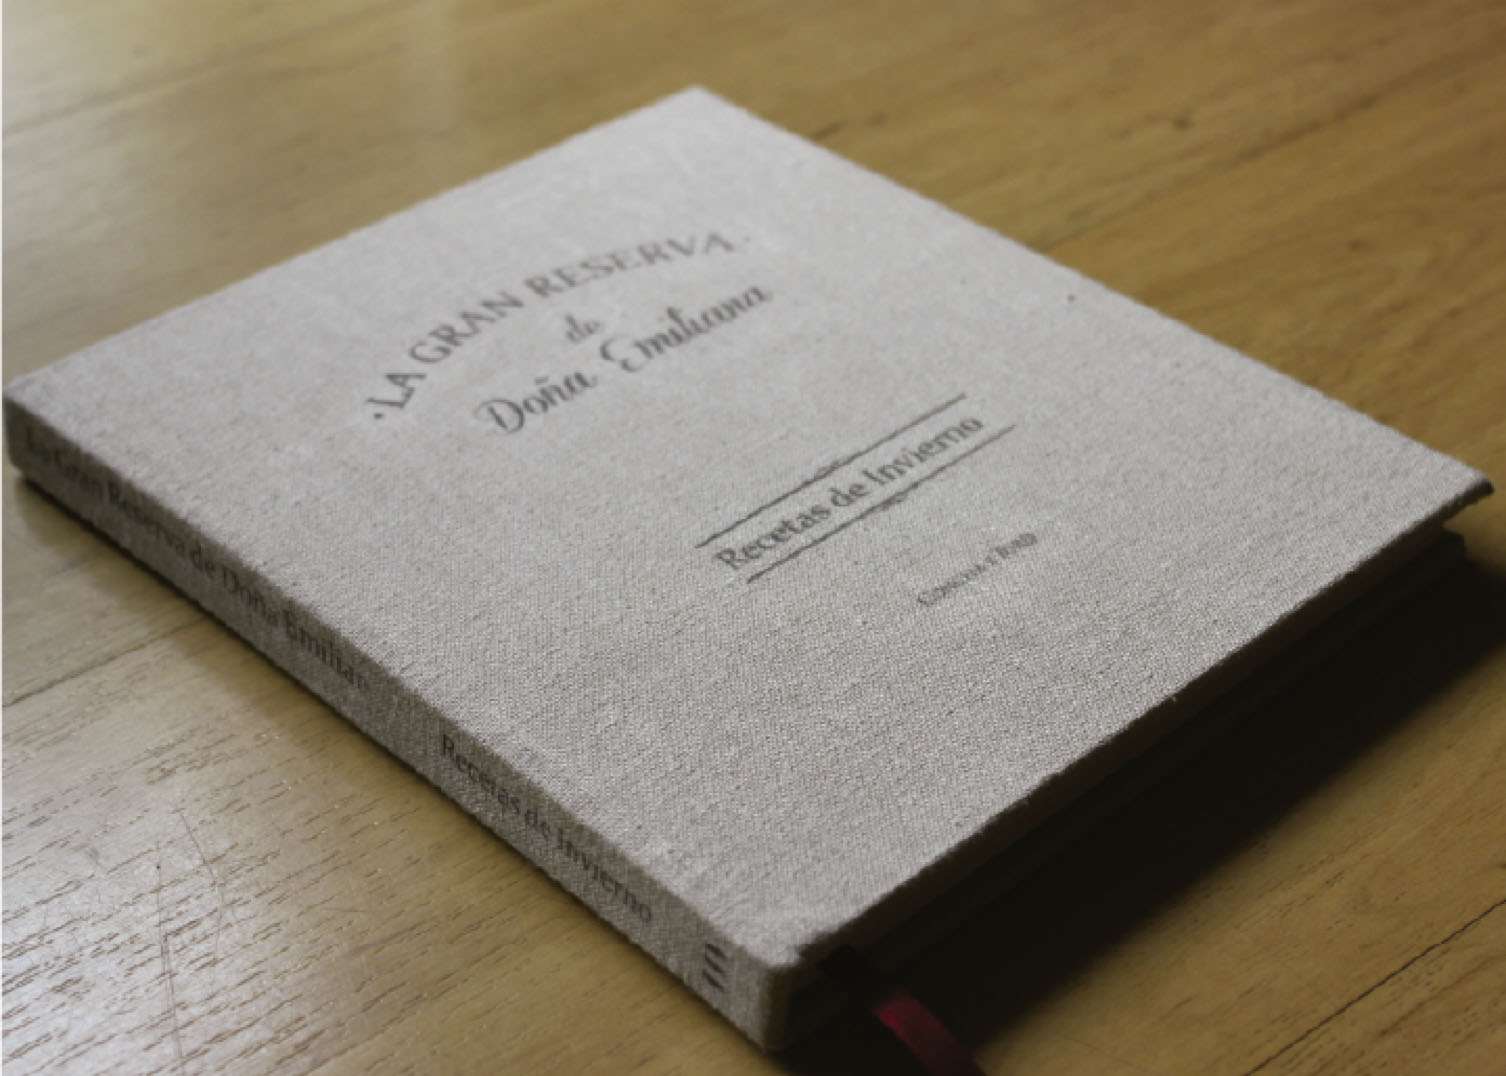 · LA GRAN RESERVA ·
de
Doña Emiliana
Recetas de Invierno
La Gran Reserva de Doña Emilian
Recetas de Invierno